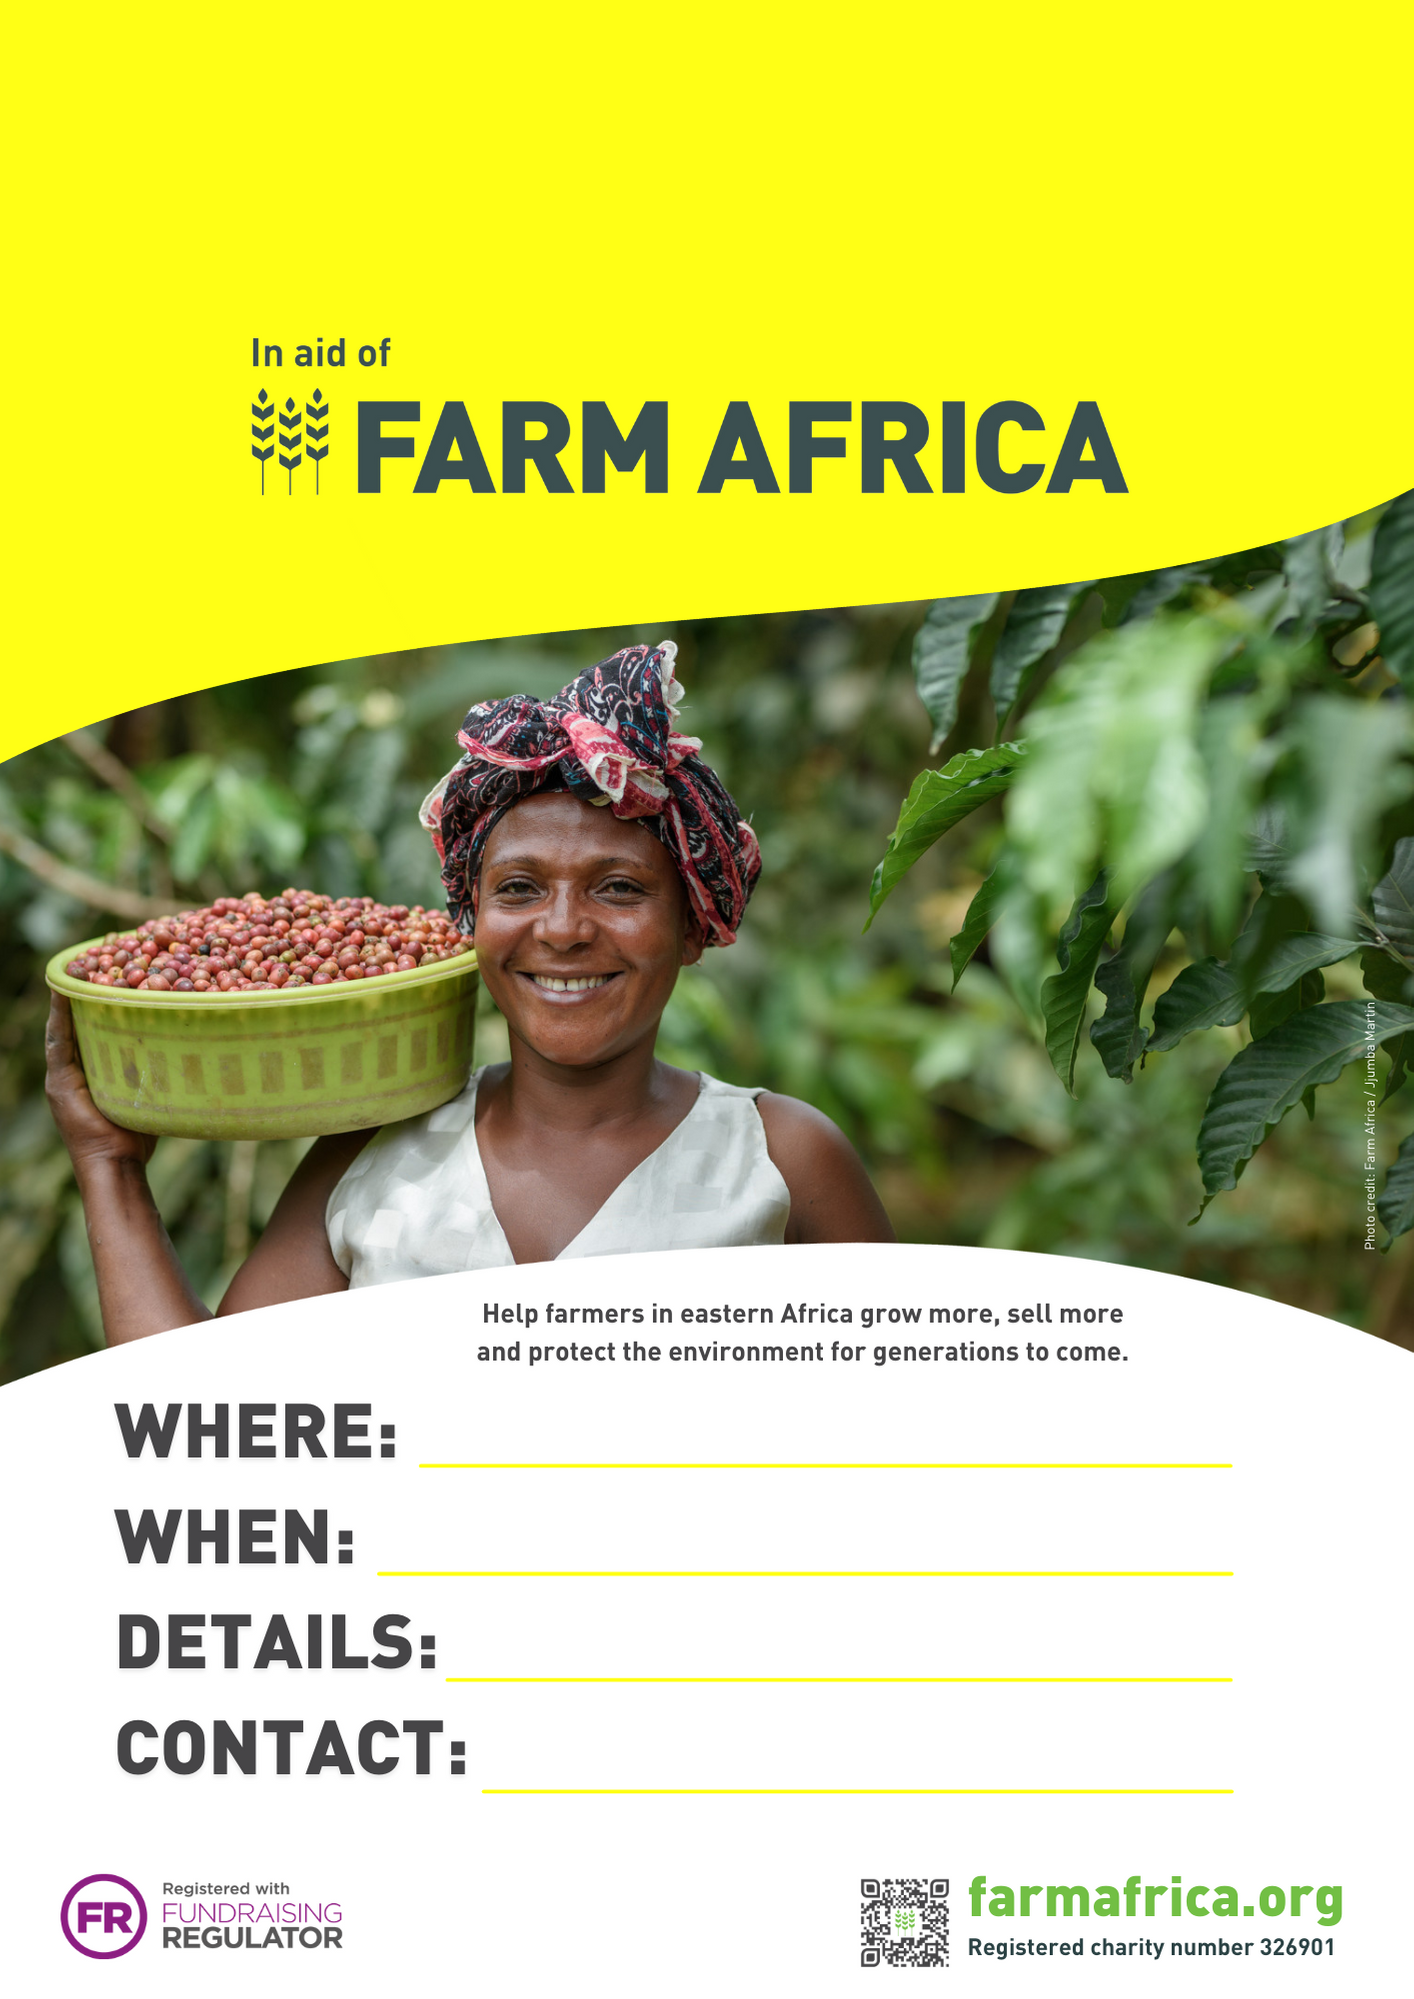 In aid of
FARM AFRICA
Photo credit: Farm Africa / Jjumba Martin
Help farmers in eastern Africa grow more, sell more
and protect the environment for generations to come.
WHERE:
WHEN:
DETAILS:
CONTACT:
FR
Registered with
FUNDRAISING
REGULATOR
farmafrica.org
Registered charity number 326901